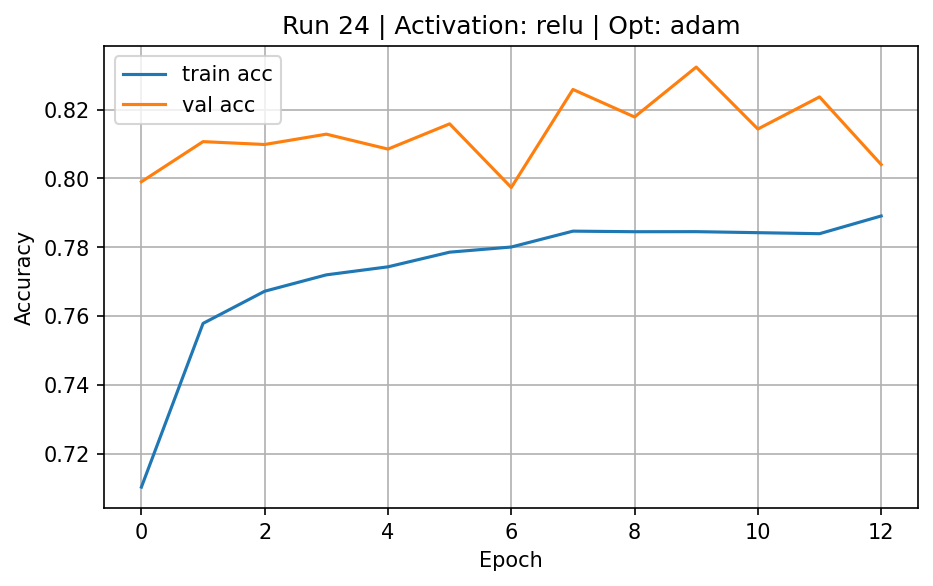 Run 24 | Activation: relu | Opt: adam
train acc
val acc
0.82
0.80
0.78
0.76
0.74
0.72
Accuracy
0 2 4 6 8 10 12
Epoch